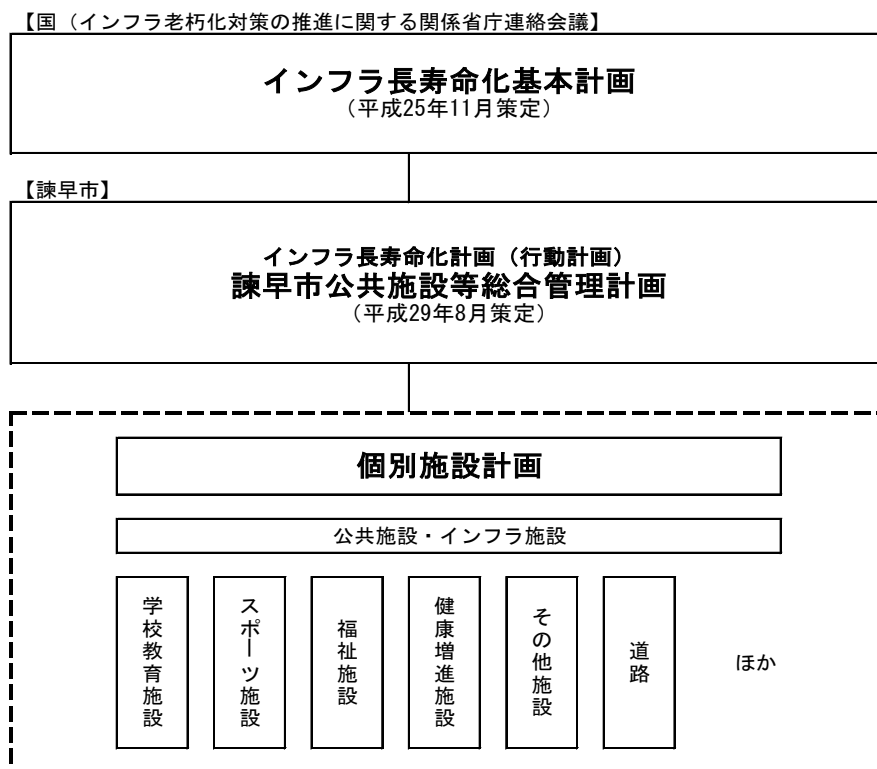 【国（インフラ老朽化対策の推進に関する関係省庁連絡会議】
インフラ長寿命化基本計画
（平成25年11月策定）
【諫早市】
インフラ長寿命化計画（行動計画）
諫早市公共施設等総合管理計画
（平成29年8月策定）
個別施設計画
公共施設・インフラ施設
学校教育施設
スポーツ施設
福祉施設
健康増進施設
その他施設
道路
ほか